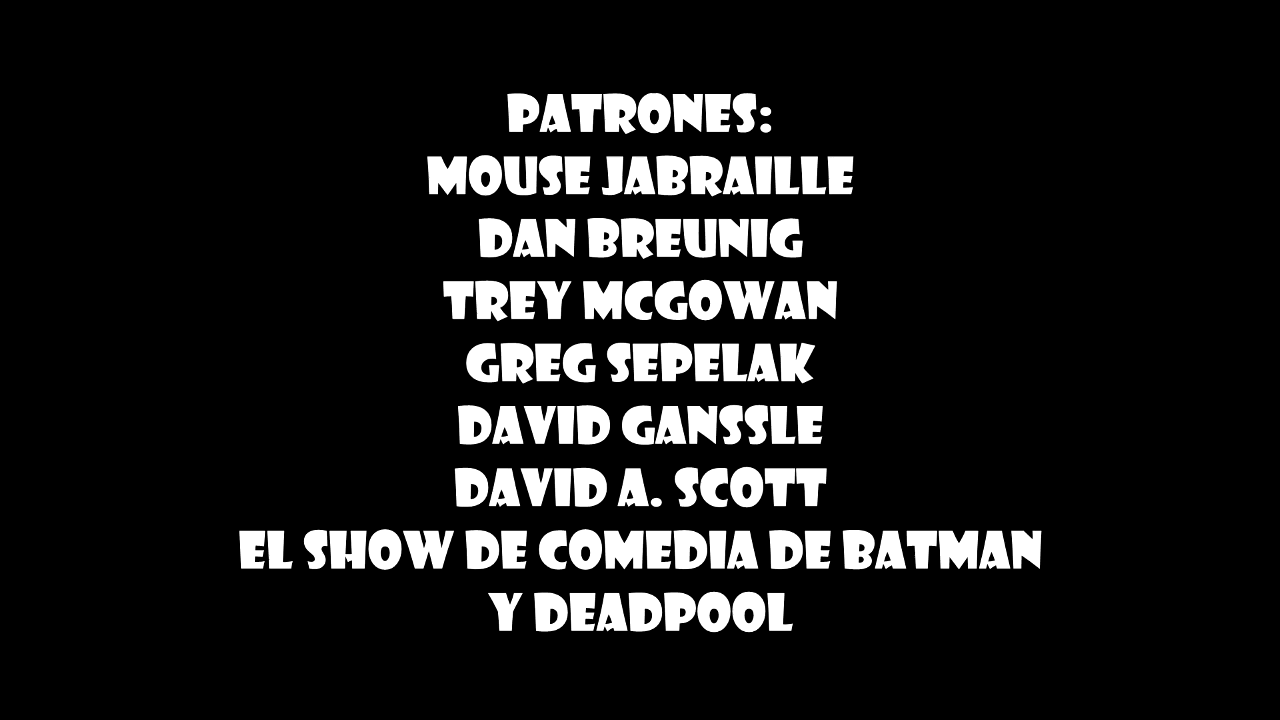 PATRONES:
MOUSE JABRAILLE
DAN BREUNIG
TREY MCGOWAN
GREG SEPELAK
DAVID GANSSLE
DAVID A. SCOTT
EL SHOW DE COMEDIA DE BATMAN
Y DEADPOOL